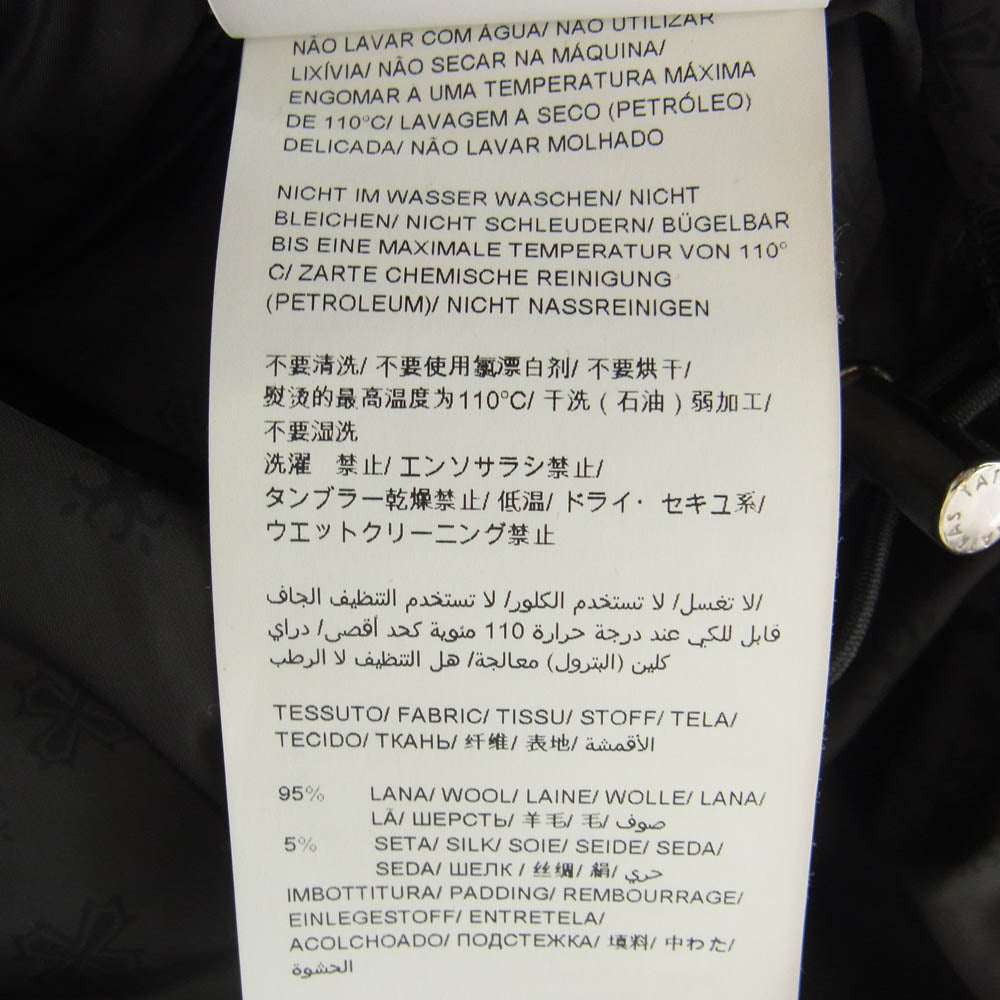 NÃO LAVAR COM ÁGUA/ NÃO UTILIZAR
LIXÍVIA/ NÃO SECAR NA MÁQUINA/
ENGOMAR A UMA TEMPERATURA MÁXIMA
DE 110°C/ LAVAGEM A SECO (PETRÓLEO)
DELICADA/ NÃO LAVAR MOLHADO
NICHT IM WASSER WASCHEN/ NICHT
BLEICHEN/ NICHT SCHLEUDERN/ BÜGELBAR
BIS EINE MAXIMALE TEMPERATUR VON 110°
C/ ZARTE CHEMISCHE REINIGUNG
(PETROLEUM)/ NICHT NASSREINIGEN
不要清洗/ 不要使用氯漂白剂/ 不要烘干/
熨烫的最高温度为110°C/ 干洗（石油）弱加工/
不要湿洗
洗濯　禁止/ エンソサラシ禁止/
タンブラー乾燥禁止/ 低温/ ドライ・ セキユ系/
ウエットクリーニング禁止
لا تغسل/ لا تستخدم الكلور/ لا تستخدم التنظيف الجاف/
قابل للكي عند درجة حرارة 110 مئوية كحد أقصى/ دراي
كلين (البترول) معالجة/ هل التنظيف لا الرطب
TESSUTO/ FABRIC/ TISSU/ STOFF/ TELA/
TECIDO/ ТКАНЬ/ 纤维/ 表地/ الأقمشة
95% LANA/ WOOL/ LAINE/ WOLLE/ LANA/
LÃ/ ШЕРСТЬ/ 羊毛/ 毛/ صوف
5% SETA/ SILK/ SOIE/ SEIDE/ SEDA/
SEDA/ ШЕЛК / 丝绸/ 絹/ حري
IMBOTTITURA/ PADDING/ REMBOURRAGE/
EINLEGESTOFF/ ENTRETELA/
ACOLCHOADO/ ПОДСТЕЖКА/ 填料/ 中わた/
الحشوة